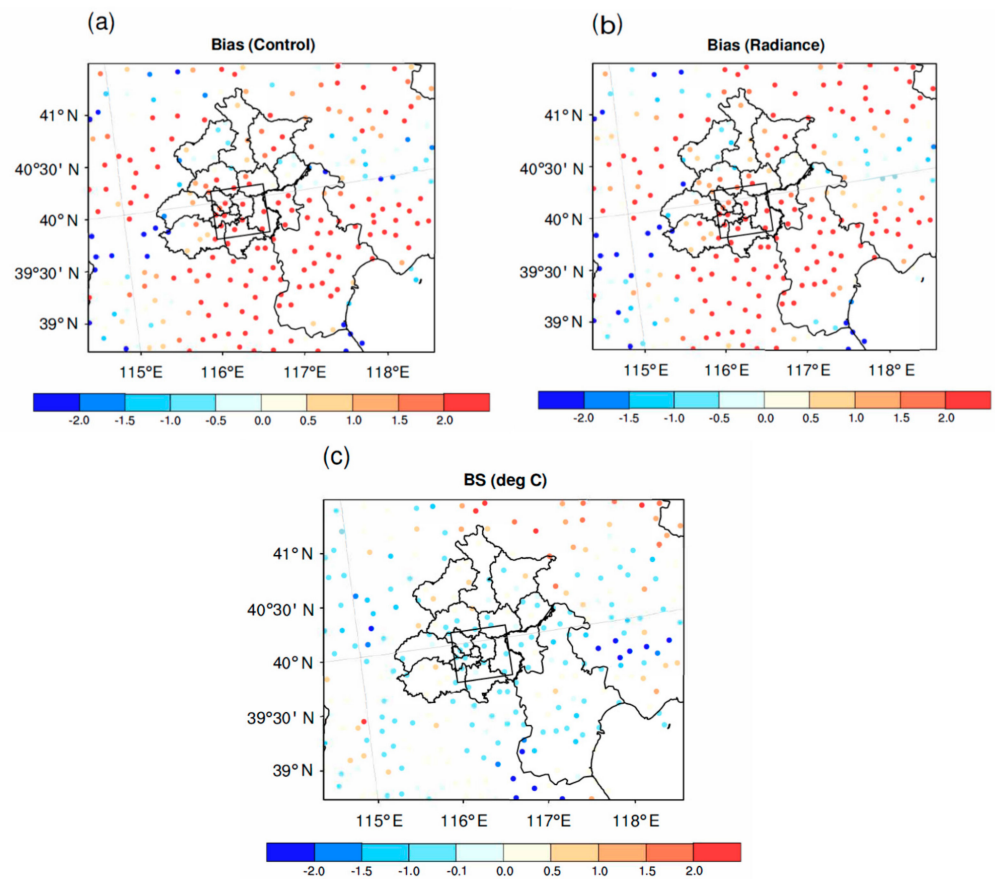 (a)
Bias (Control)
41° N
40°30' N
40° N
39°30' N
39° N
115°E 116°E 117°E 118°E
-2.0 -1.5 -1.0 -0.5 0.0 0.5 1.0 1.5 2.0
(b)
Bias (Radiance)
41° N
40°30' N
40° N
39°30' N
39° N
115°E 116°E 117°E 118°E
-2.0 -1.5 -1.0 -0.5 0.0 0.5 1.0 1.5 2.0
(c)
BS (deg C)
41° N
40°30' N
40° N
39°30' N
39° N
115°E 116°E 117°E 118°E
-2.0 -1.5 -1.0 -0.1 0.0 0.5 1.0 1.5 2.0